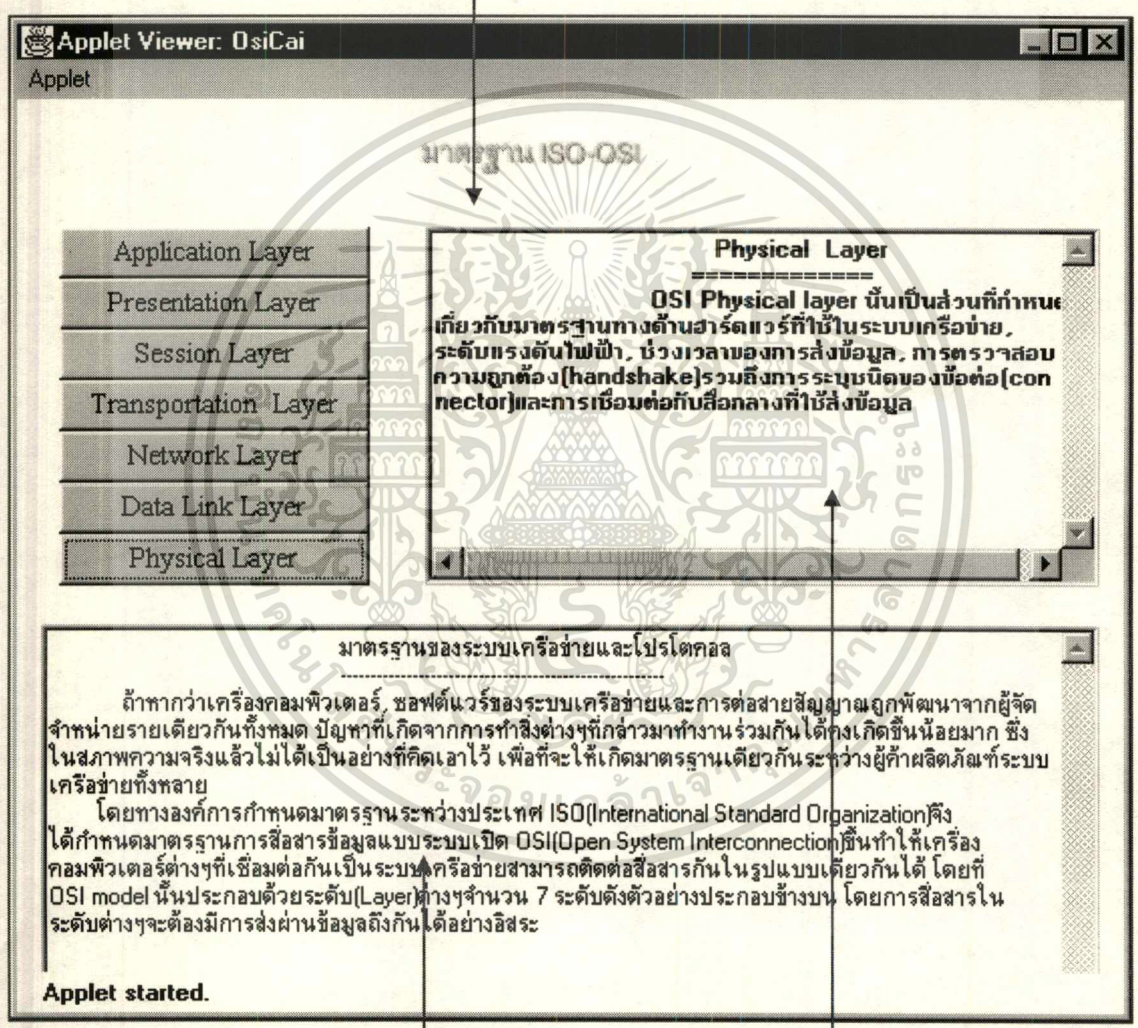 Applet Viewer: OsiCai
Applet
มาตรฐาน ISO-OSI
Application Layer
Presentation Layer
Session Layer
Transportation Layer
Network Layer
Data Link Layer
Physical Layer
Physical Layer
=============
OSI Physical layer นั้นเป็นส่วนที่กำหนด
เกี่ยวกับมาตรฐานทางด้านฮาร์ดแวร์ที่ใช้ในระบบเครือข่าย,
ระดับแรงดันไฟฟ้า, ช่วงเวลาของการส่งข้อมูล, การตรวจสอบ
ความถูกต้อง(handshake)รวมถึงการระบุชนิดของข้อต่อ(con
nector)และการเชื่อมต่อกับสื่อกลางที่ใช้ส่งข้อมูล
มาตรฐานของระบบเครือข่ายและโปรโตคอล
----------------------------------------------
ถ้าหากว่าเครื่องคอมพิวเตอร์, ซอฟต์แวร์ของระบบเครือข่ายและการต่อสายสัญญาณถูกพัฒนาจากผู้จัด
จำหน่ายรายเดียวกันทั้งหมด ปัญหาที่เกิดจากการทำสิ่งต่างๆที่กล่าวมาทำงานร่วมกันได้คงเกิดขึ้นน้อยมาก ซึ่ง
ในสภาพความจริงแล้วไม่ได้เป็นอย่างที่คิดเอาไว้ เพื่อที่จะให้เกิดมาตรฐานเดียวกันระหว่างผู้ค้าผลิตภัณฑ์ระบบ
เครือข่ายทั้งหลาย
โดยทางองค์การกำหนดมาตรฐานระหว่างประเทศ ISO(International Standard Organization)จึง
ได้กำหนดมาตรฐานการสื่อสารข้อมูลแบบระบบเปิด OSI(Open System Interconnection)ขึ้นทำให้เครื่อง
คอมพิวเตอร์ต่างๆที่เชื่อมต่อกันเป็นระบบเครือข่ายสามารถติดต่อสื่อสารกันในรูปแบบเดียวกันได้ โดยที่
OSI model นั้นประกอบด้วยระดับ(Layer)ต่างๆจำนวน 7 ระดับดังตัวอย่างประกอบข้างบน โดยการสื่อสารใน
ระดับต่างๆจะต้องมีการส่งผ่านข้อมูลถึงกันได้อย่างอิสระ
Applet started.